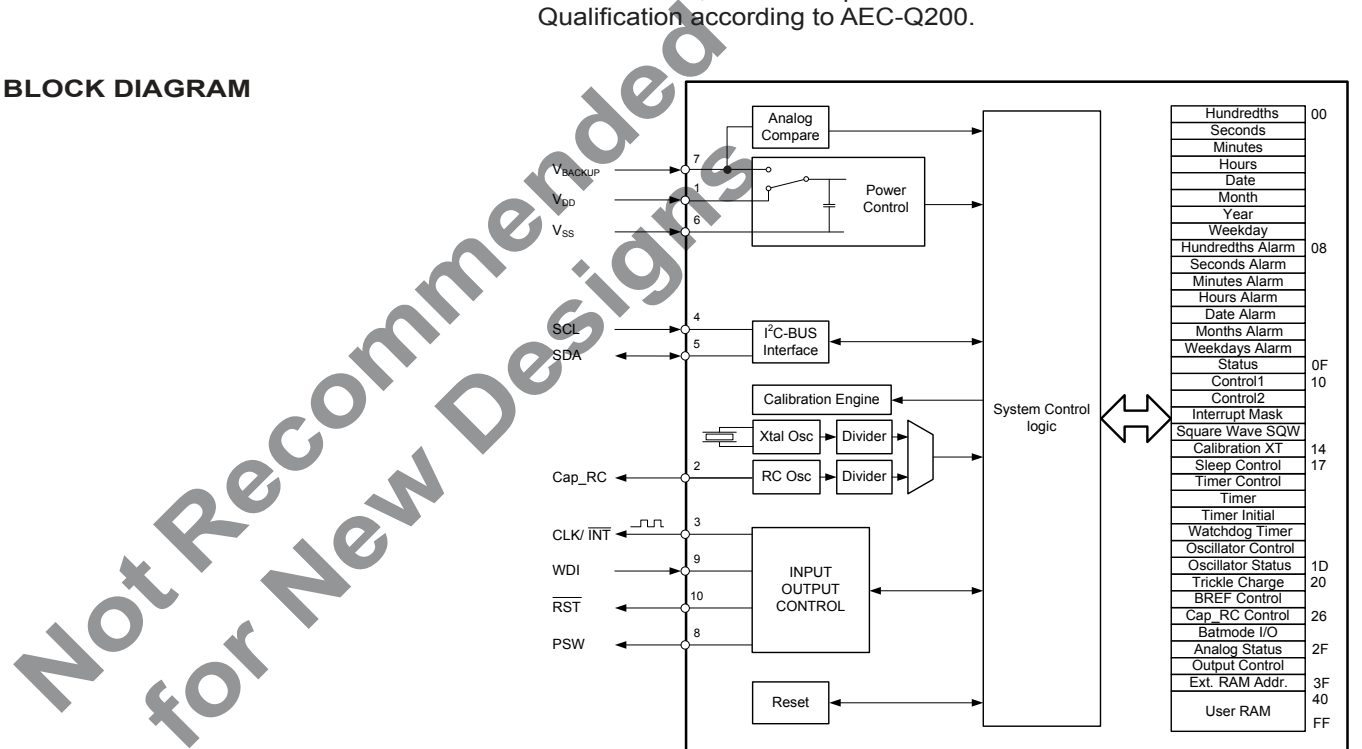 Qualification according to AEC-Q200.
BLOCK DIAGRAM
Not Recommended
for New Designs
Analog
Compare
V_BACKUP
7
V_DD
1
V_SS
6
Power
Control
SCL
4
SDA
5
I²C-BUS
Interface
Calibration Engine
Xtal Osc
Divider
Cap_RC
2
RC Osc
Divider
CLK/ INT
3
WDI
9
RST
10
PSW
8
INPUT
OUTPUT
CONTROL
Reset
System Control
logic
Hundredths 00
Seconds
Minutes
Hours
Date
Month
Year
Weekday
Hundredths Alarm 08
Seconds Alarm
Minutes Alarm
Hours Alarm
Date Alarm
Months Alarm
Weekdays Alarm
Status 0F
Control1 10
Control2
Interrupt Mask
Square Wave SQW
Calibration XT 14
Sleep Control 17
Timer Control
Timer
Timer Initial
Watchdog Timer
Oscillator Control
Oscillator Status 1D
Trickle Charge 20
BREF Control
Cap_RC Control 26
Batmode I/O
Analog Status 2F
Output Control
Ext. RAM Addr. 3F
40
User RAM
FF